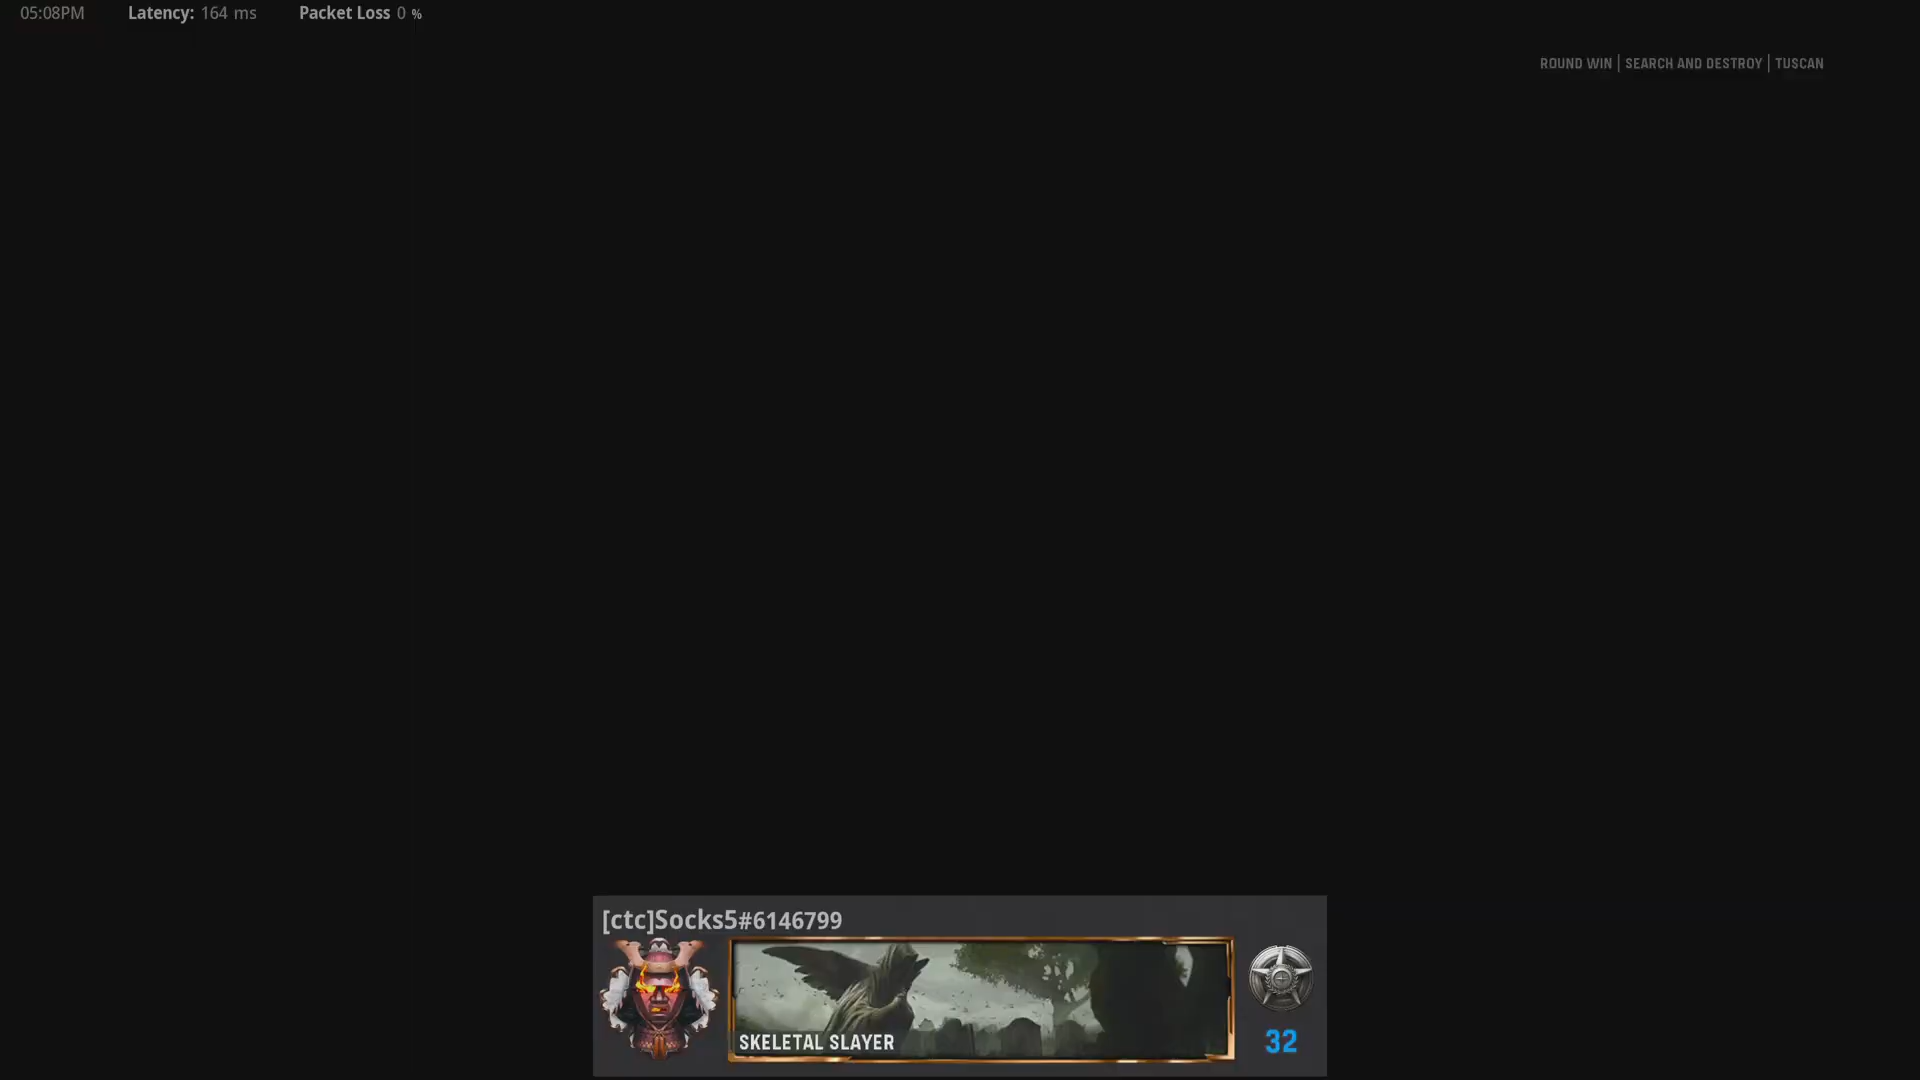 05:08PM Latency: 164 ms Packet Loss 0 %
ROUND WIN | SEARCH AND DESTROY | TUSCAN
[ctc]Socks5#6146799
SKELETAL SLAYER
32